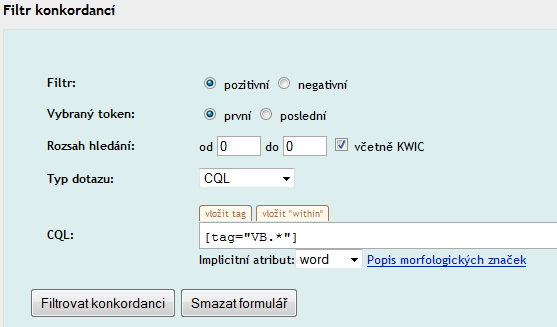 Filtr konkordancí
Filtr: pozitivní negativní
Vybraný token: první poslední
Rozsah hledání: od 0 do 0 včetně KWIC
Typ dotazu: CQL
vložit tag vložit "within"
CQL: [tag="VB.*"]
Implicitní atribut: word Popis morfologických značek
Filtrovat konkordanci Smazat formulář